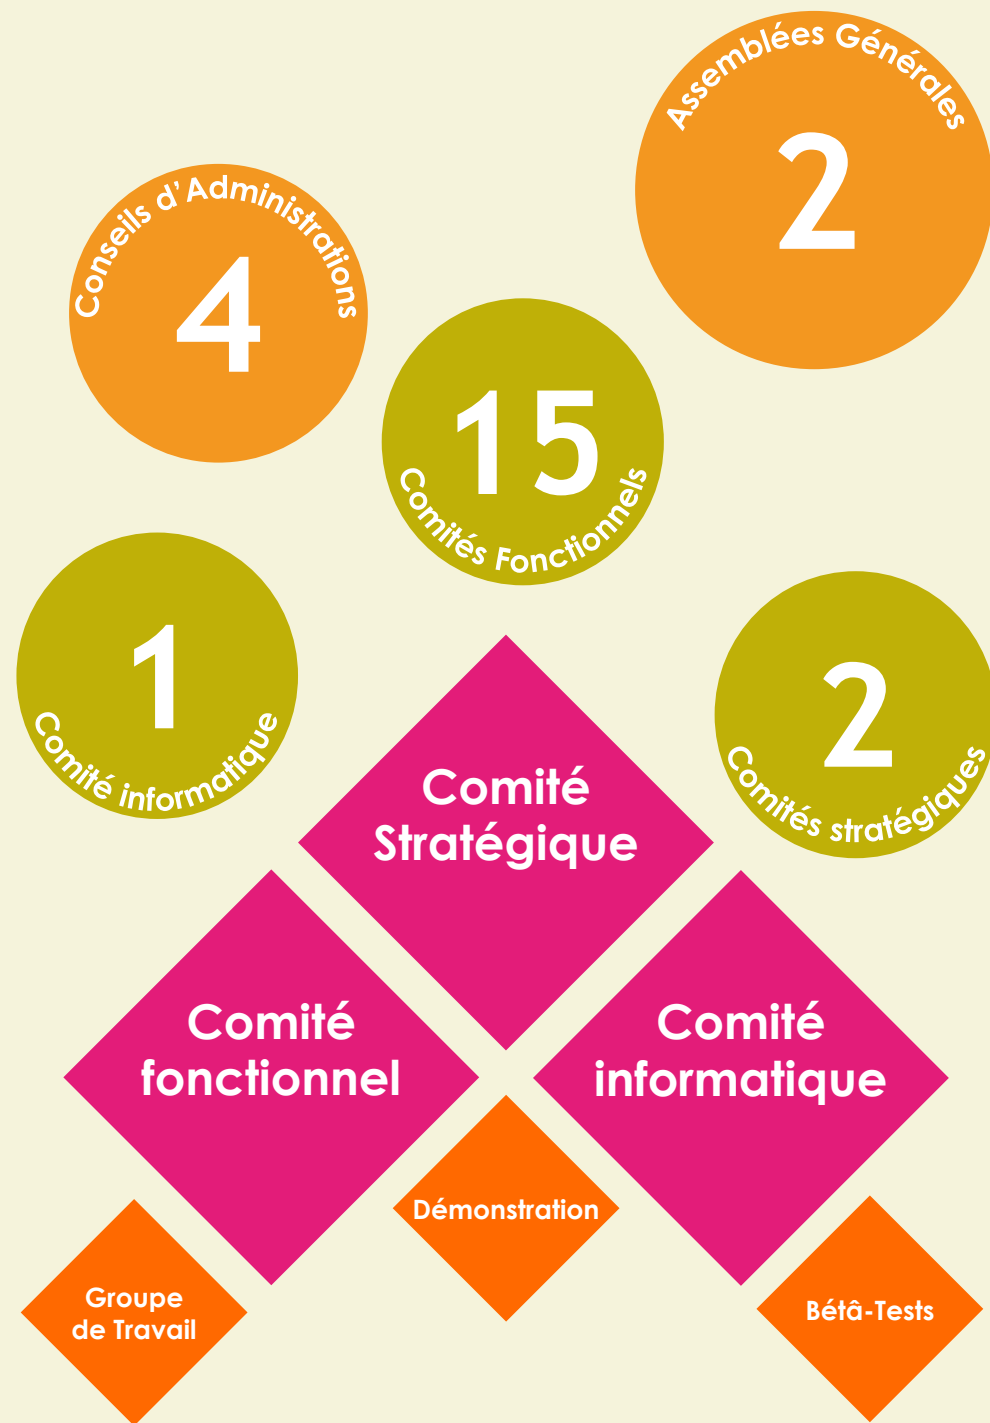 Assemblées Générales
2
Conseils d'Administrations
4
15
Comités Fonctionnels
1
Comité informatique
2
Comités stratégiques
Comité
Stratégique
Comité
fonctionnel
Comité
informatique
Démonstration
Groupe
de Travail
Bétâ-Tests